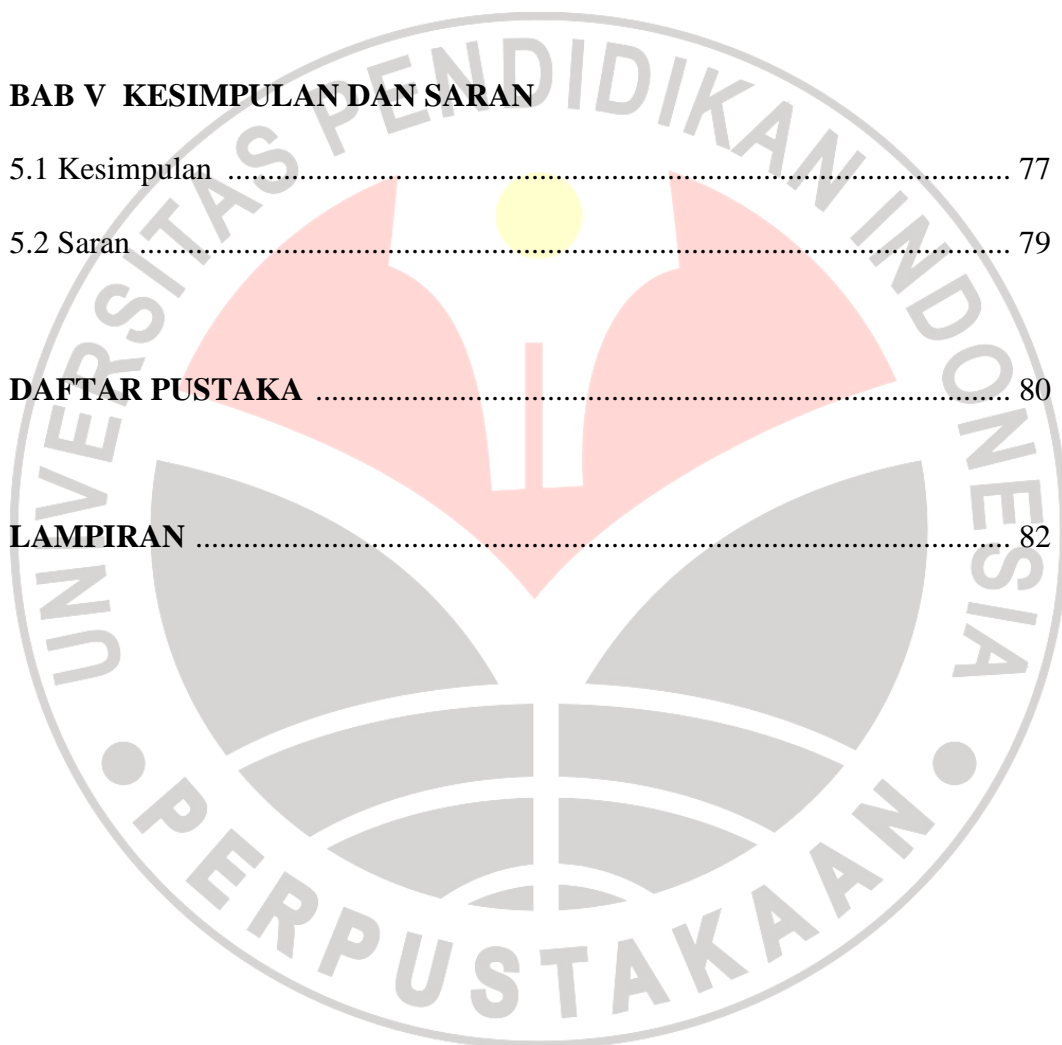 BAB V  KESIMPULAN DAN SARAN
5.1 Kesimpulan ........................................................................ 77
5.2 Saran ................................................................................ 79
DAFTAR PUSTAKA ................................................................ 80
LAMPIRAN ........................................................................... 82
UNIVERSITAS PENDIDIKAN INDONESIA
PERPUSTAKAAN